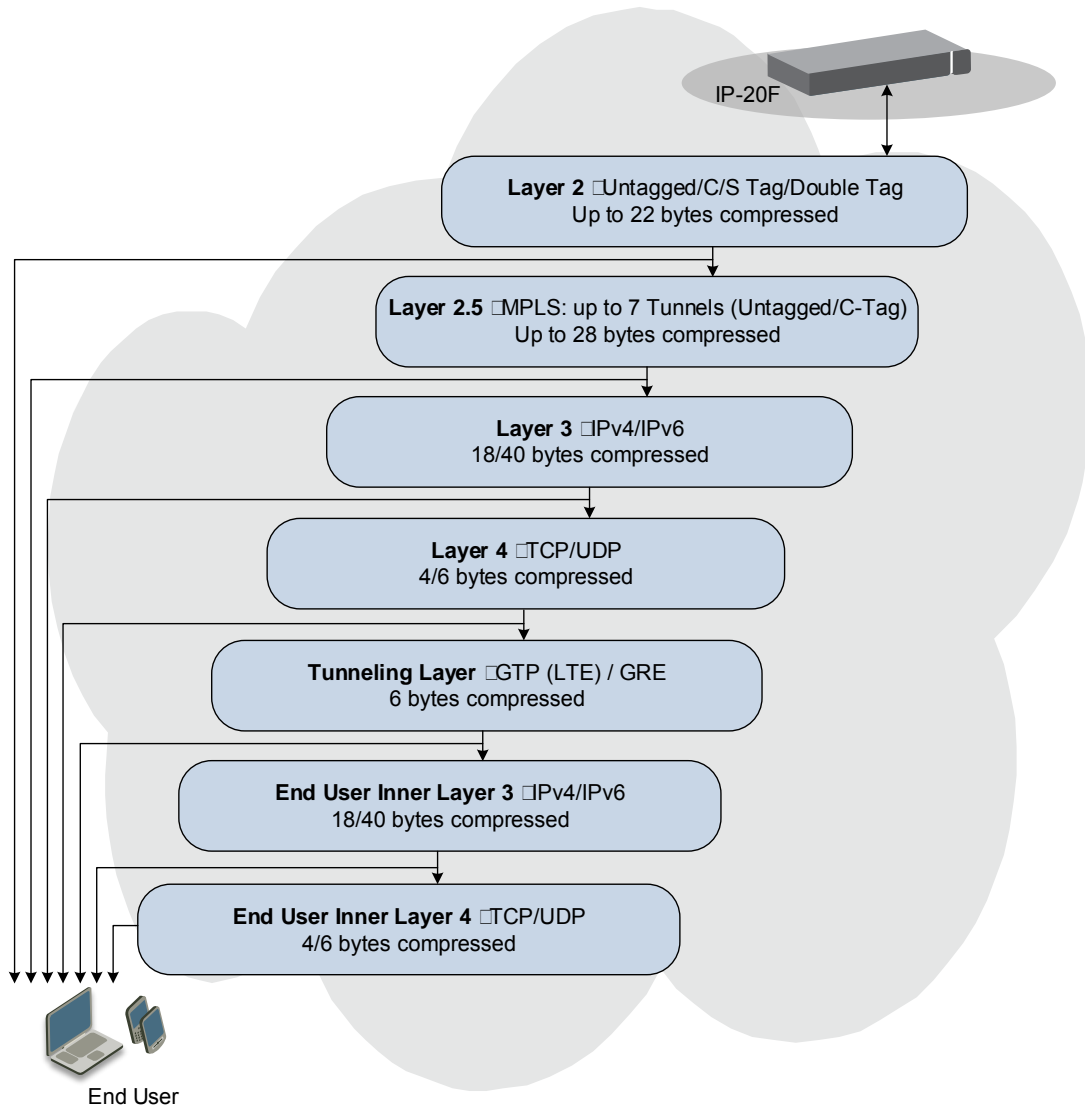 IP-20F
Layer 2 □Untagged/C/S Tag/Double Tag
Up to 22 bytes compressed
Layer 2.5 □MPLS: up to 7 Tunnels (Untagged/C-Tag)
Up to 28 bytes compressed
Layer 3 □IPv4/IPv6
18/40 bytes compressed
Layer 4 □TCP/UDP
4/6 bytes compressed
Tunneling Layer □GTP (LTE) / GRE
6 bytes compressed
End User Inner Layer 3 □IPv4/IPv6
18/40 bytes compressed
End User Inner Layer 4 □TCP/UDP
4/6 bytes compressed
End User